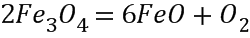 2Fe₃O₄ = 6FeO + O₂